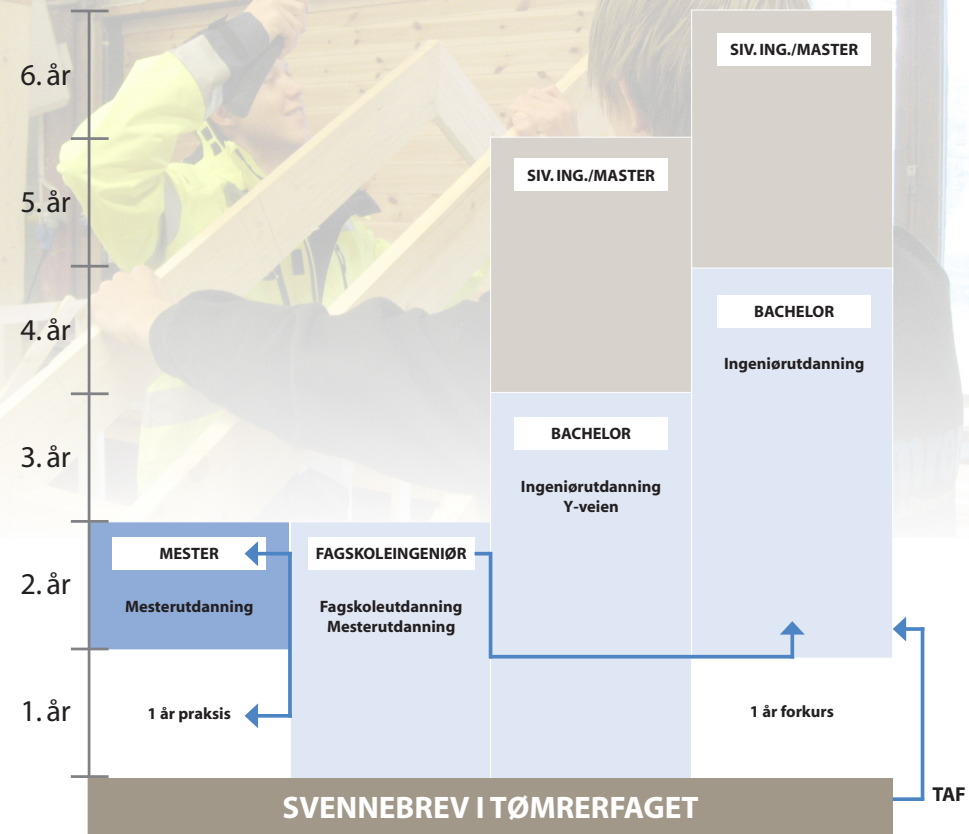 6. år
5. år
4. år
3. år
2. år
1. år
SIV. ING./MASTER
SIV. ING./MASTER
BACHELOR
Ingeniørutdanning
BACHELOR
Ingeniørutdanning
Y-veien
MESTER
Mesterutdanning
FAGSKOLEINGENIØR
Fagskoleutdanning
Mesterutdanning
1 år praksis
1 år forkurs
TAF
SVENNEBREV I TØMRERFAGET